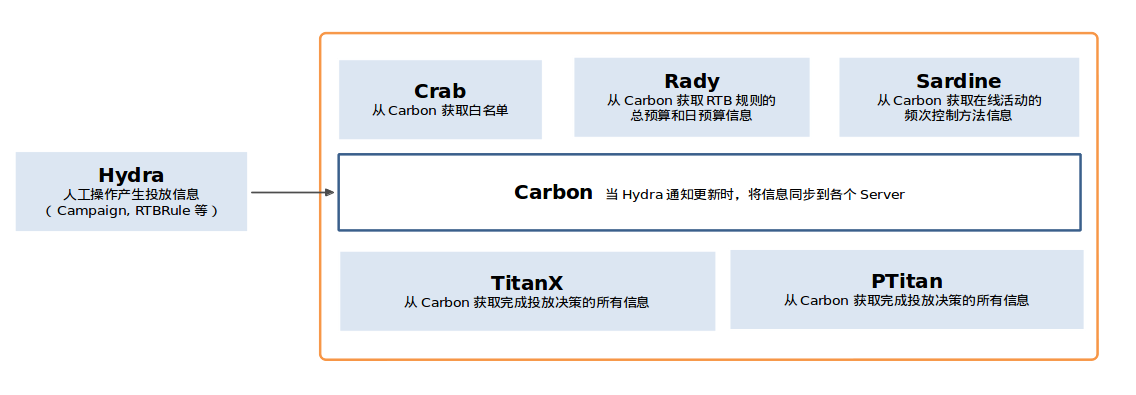 Crab
从 Carbon 获取白名单
Rady
从 Carbon 获取 RTB 规则的
总预算和日预算信息
Sardine
从 Carbon 获取在线活动的
频次控制方法信息
Hydra
人工操作产生投放信息
( Campaign, RTBRule 等 )
Carbon 当 Hydra 通知更新时，将信息同步到各个 Server
TitanX
从 Carbon 获取完成投放决策的所有信息
PTitan
从 Carbon 获取完成投放决策的所有信息